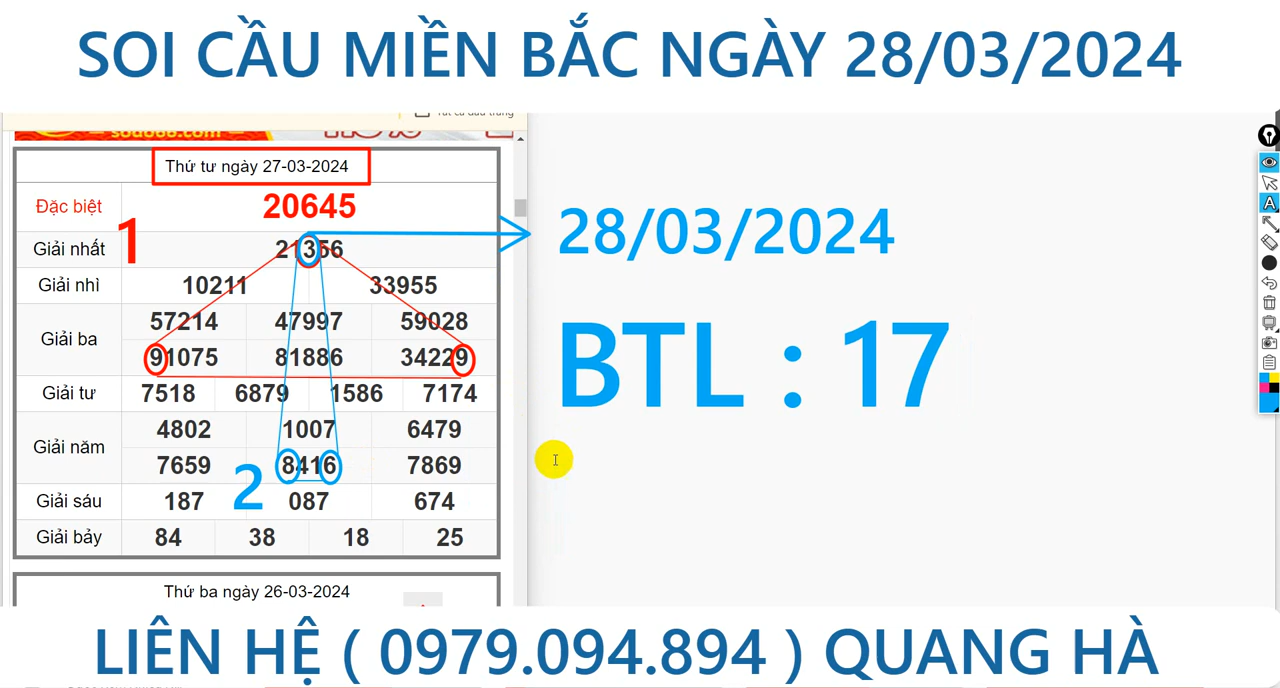 SOI CẦU MIỀN BẮC NGÀY 28/03/2024
sodo66.com
Thứ tư ngày 27-03-2024
Đặc biệt 20645
1
Giải nhất 21356
Giải nhì 10211 33955
Giải ba 57214 47997 59028
91075 81886 34229
Giải tư 7518 6879 1586 7174
Giải năm 4802 1007 6479
7659 8416 7869
2
Giải sáu 187 087 674
Giải bảy 84 38 18 25
Thứ ba ngày 26-03-2024
28/03/2024
BTL : 17
A
LIÊN HỆ ( 0979.094.894 ) QUANG HÀ